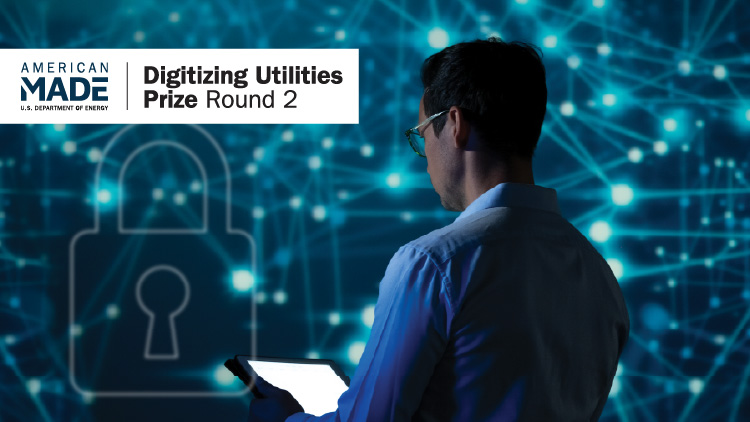 AMERICAN
MADE
U.S. DEPARTMENT OF ENERGY
Digitizing Utilities
Prize Round 2